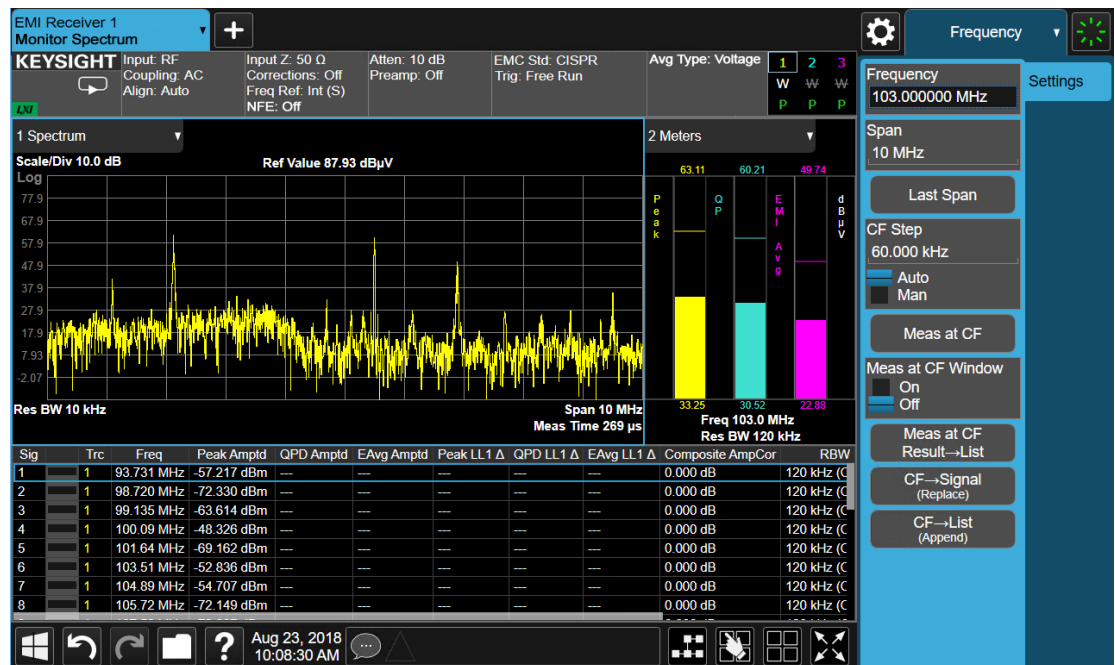 EMI Receiver 1
Monitor Spectrum
+
Frequency
KEYSIGHT
LXI
Input: RF
Coupling: AC
Align: Auto
Input Z: 50 Ω
Corrections: Off
Freq Ref: Int (S)
NFE: Off
Atten: 10 dB
Preamp: Off
EMC Std: CISPR
Trig: Free Run
Avg Type: Voltage
1 2 3
W W W
P P P
1 Spectrum
Scale/Div 10.0 dB
Ref Value 87.93 dBµV
Log
77.9
67.9
57.9
47.9
37.9
27.9
17.9
7.93
-2.07
Res BW 10 kHz
Span 10 MHz
Meas Time 269 µs
2 Meters
63.11 60.21 49.74
Peak
QP
EMI Avg
dBµV
33.25 30.52 22.88
Freq 103.0 MHz
Res BW 120 kHz
Sig Trc Freq Peak Amptd QPD Amptd EAvg Amptd Peak LL1 Δ QPD LL1 Δ EAvg LL1 Δ Composite AmpCor RBW
1 1 93.731 MHz -57.217 dBm --- --- --- --- --- 0.000 dB 120 kHz (C
2 1 98.720 MHz -72.330 dBm --- --- --- --- --- 0.000 dB 120 kHz (C
3 1 99.135 MHz -63.614 dBm --- --- --- --- --- 0.000 dB 120 kHz (C
4 1 100.09 MHz -48.326 dBm --- --- --- --- --- 0.000 dB 120 kHz (C
5 1 101.64 MHz -69.162 dBm --- --- --- --- --- 0.000 dB 120 kHz (C
6 1 103.51 MHz -52.836 dBm --- --- --- --- --- 0.000 dB 120 kHz (C
7 1 104.89 MHz -54.707 dBm --- --- --- --- --- 0.000 dB 120 kHz (C
8 1 105.72 MHz -72.149 dBm --- --- --- --- --- 0.000 dB 120 kHz (C
?
Aug 23, 2018
10:08:30 AM
Frequency
103.000000 MHz
Settings
Span
10 MHz
Last Span
CF Step
60.000 kHz
Auto
Man
Meas at CF
Meas at CF Window
On
Off
Meas at CF
Result→List
CF→Signal
(Replace)
CF→List
(Append)